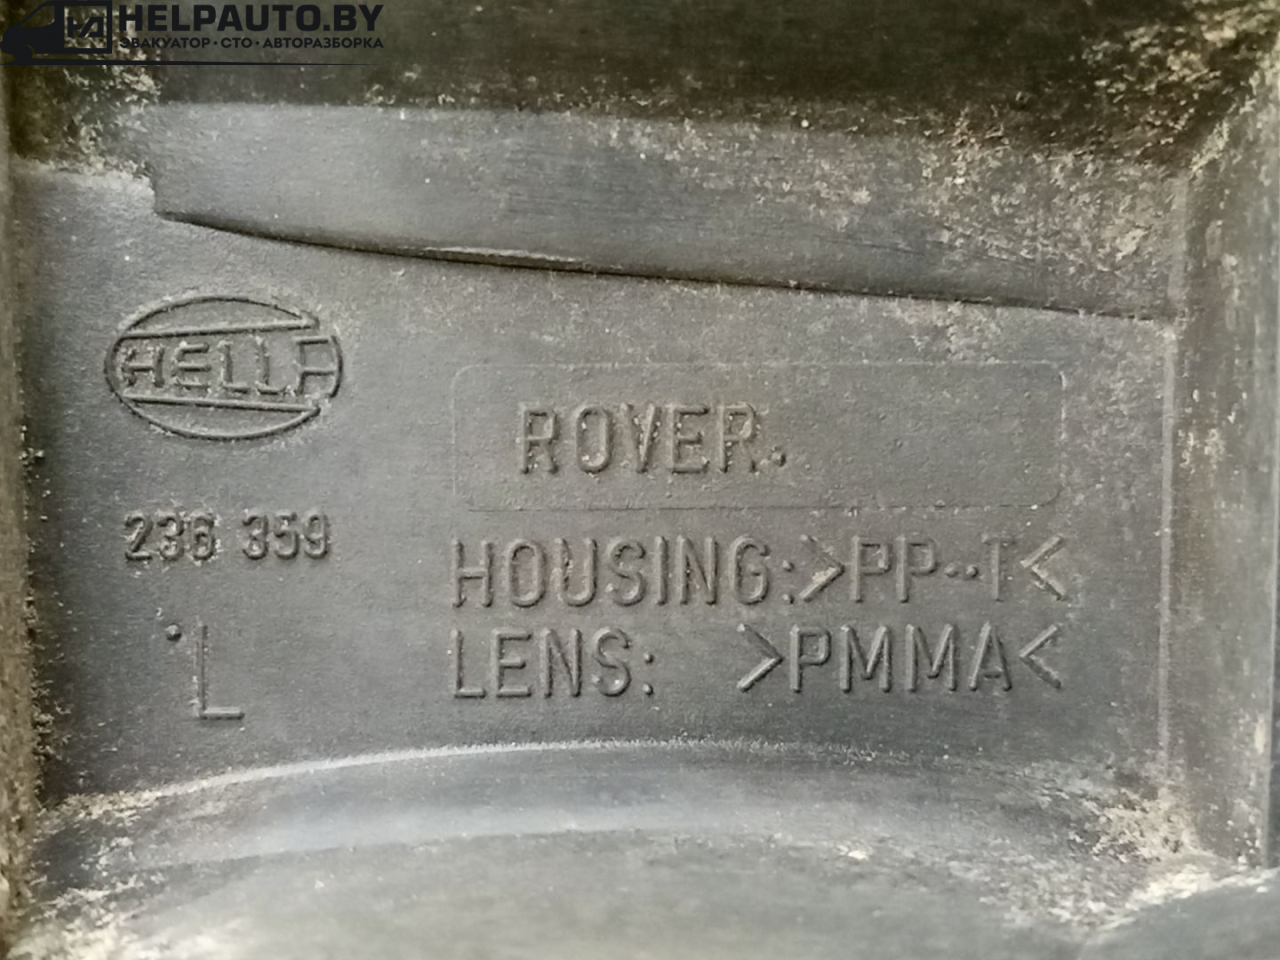 HELPAUTO.BY
ЭВАКУАТОР · СТО · АВТОРАЗБОРКА
HELLA
ROVER.
236 359
HOUSING:>PP--T<
L
LENS: >PMMA<